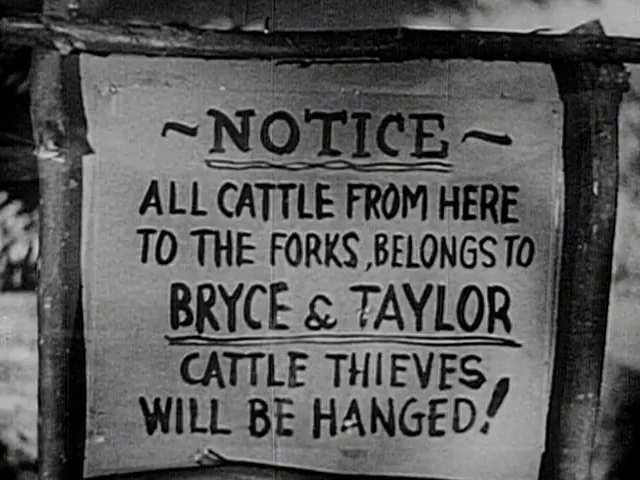 ~NOTICE~
ALL CATTLE FROM HERE
TO THE FORKS, BELONGS TO
BRYCE & TAYLOR
CATTLE THIEVES
WILL BE HANGED!